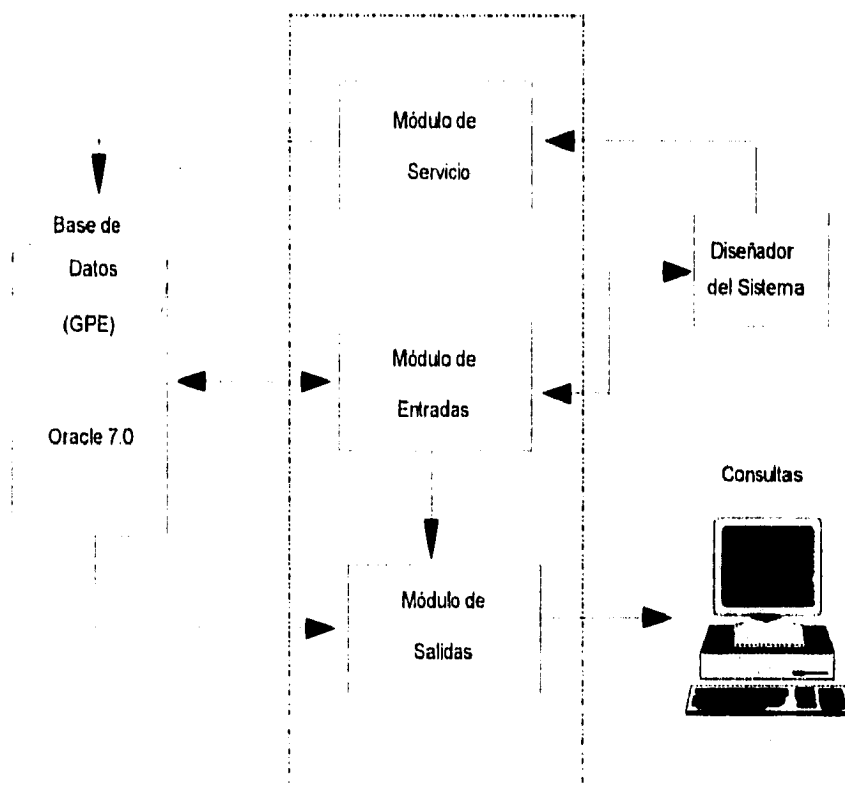 Módulo de
Servicio
Base de
Datos
(GPE)
Oracle 7.0
Diseñador
del Sistema
Módulo de
Entradas
Consultas
Módulo de
Salidas